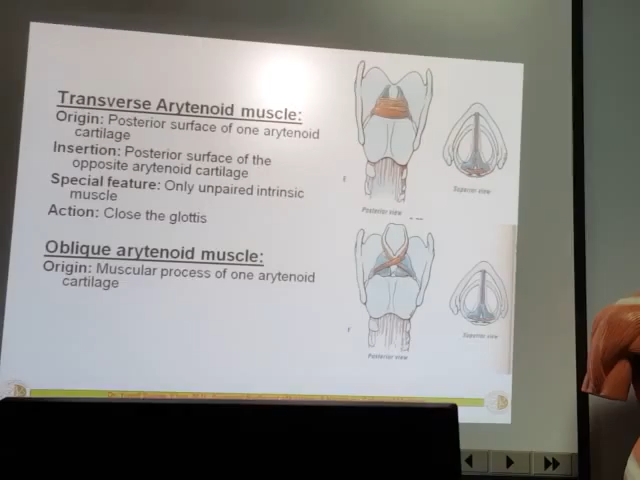 Transverse Arytenoid muscle:
Origin: Posterior surface of one arytenoid
cartilage
Insertion: Posterior surface of the
opposite arytenoid cartilage
Special feature: Only unpaired intrinsic
muscle
Action: Close the glottis
Oblique arytenoid muscle:
Origin: Muscular process of one arytenoid
cartilage
E
Superior view
Posterior view
F
Superior view
Posterior view